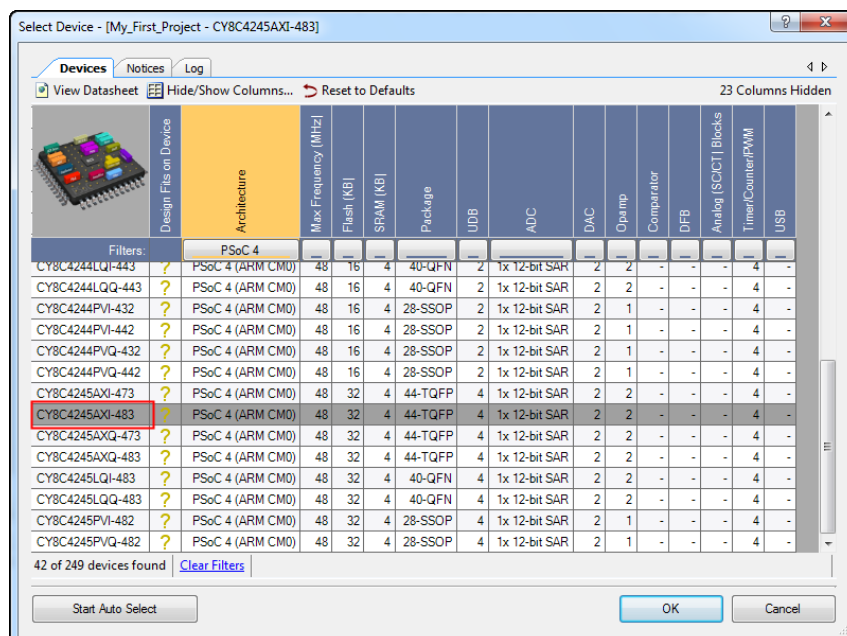 Select Device - [My_First_Project - CY8C4245AXI-483]
Devices Notices Log
View Datasheet Hide/Show Columns... Reset to Defaults 23 Columns Hidden
Design Fits on Device Architecture Max Frequency (MHz) Flash (KB) SRAM (KB) Package UDB ADC DAC Opamp Comparator DFB Analog (SC/CT) Blocks Timer/Counter/PWM USB
Filters: PSoC 4
CY8C4244LQI-443 ? PSoC 4 (ARM CM0) 48 16 4 40-QFN 2 1x 12-bit SAR 2 2 - - - 4 -
CY8C4244LQQ-443 ? PSoC 4 (ARM CM0) 48 16 4 40-QFN 2 1x 12-bit SAR 2 2 - - - 4 -
CY8C4244PVI-432 ? PSoC 4 (ARM CM0) 48 16 4 28-SSOP 2 1x 12-bit SAR 2 1 - - - 4 -
CY8C4244PVI-442 ? PSoC 4 (ARM CM0) 48 16 4 28-SSOP 2 1x 12-bit SAR 2 1 - - - 4 -
CY8C4244PVQ-432 ? PSoC 4 (ARM CM0) 48 16 4 28-SSOP 2 1x 12-bit SAR 2 1 - - - 4 -
CY8C4244PVQ-442 ? PSoC 4 (ARM CM0) 48 16 4 28-SSOP 2 1x 12-bit SAR 2 1 - - - 4 -
CY8C4245AXI-473 ? PSoC 4 (ARM CM0) 48 32 4 44-TQFP 4 1x 12-bit SAR 2 2 - - - 4 -
CY8C4245AXI-483 ? PSoC 4 (ARM CM0) 48 32 4 44-TQFP 4 1x 12-bit SAR 2 2 - - - 4 -
CY8C4245AXQ-473 ? PSoC 4 (ARM CM0) 48 32 4 44-TQFP 4 1x 12-bit SAR 2 2 - - - 4 -
CY8C4245AXQ-483 ? PSoC 4 (ARM CM0) 48 32 4 44-TQFP 4 1x 12-bit SAR 2 2 - - - 4 -
CY8C4245LQI-483 ? PSoC 4 (ARM CM0) 48 32 4 40-QFN 4 1x 12-bit SAR 2 2 - - - 4 -
CY8C4245LQQ-483 ? PSoC 4 (ARM CM0) 48 32 4 40-QFN 4 1x 12-bit SAR 2 2 - - - 4 -
CY8C4245PVI-482 ? PSoC 4 (ARM CM0) 48 32 4 28-SSOP 4 1x 12-bit SAR 2 1 - - - 4 -
CY8C4245PVQ-482 ? PSoC 4 (ARM CM0) 48 32 4 28-SSOP 4 1x 12-bit SAR 2 1 - - - 4 -
42 of 249 devices found Clear Filters
Start Auto Select OK Cancel